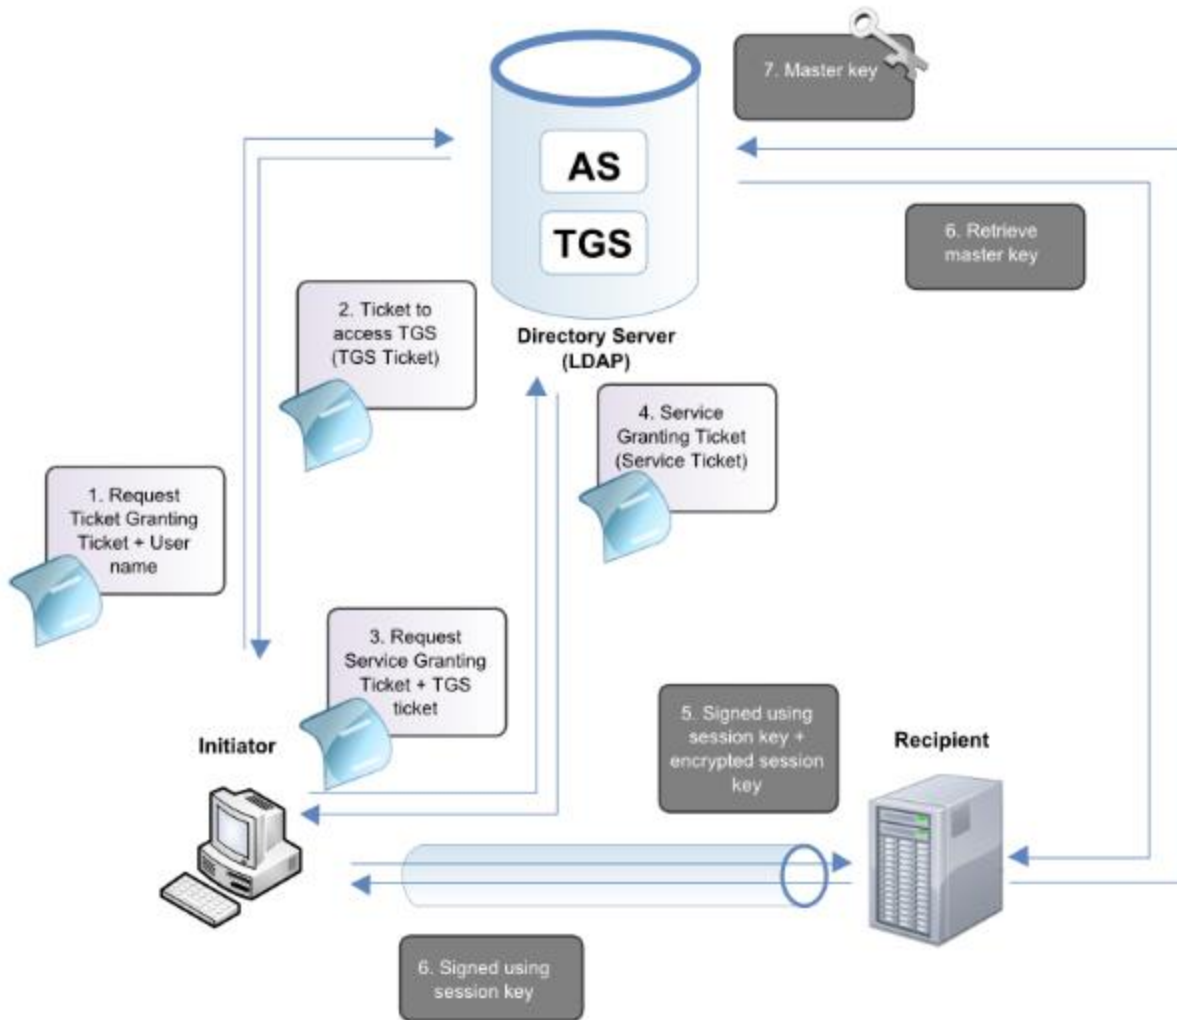 7. Master key
AS
TGS
6. Retrieve
master key
2. Ticket to
access TGS
(TGS Ticket)
Directory Server
(LDAP)
4. Service
Granting Ticket
(Service Ticket)
1. Request
Ticket Granting
Ticket + User
name
3. Request
Service Granting
Ticket + TGS
ticket
5. Signed using
session key +
encrypted session
key
Initiator
Recipient
6. Signed using
session key